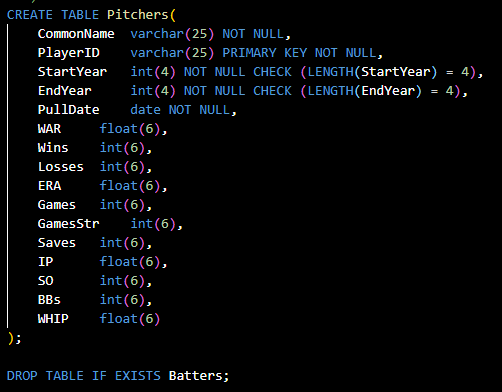 CREATE TABLE Pitchers(
CommonName varchar(25) NOT NULL,
PlayerID varchar(25) PRIMARY KEY NOT NULL,
StartYear int(4) NOT NULL CHECK (LENGTH(StartYear) = 4),
EndYear int(4) NOT NULL CHECK (LENGTH(EndYear) = 4),
PullDate date NOT NULL,
WAR float(6),
Wins int(6),
Losses int(6),
ERA float(6),
Games int(6),
GamesStr int(6),
Saves int(6),
IP float(6),
SO int(6),
BBs int(6),
WHIP float(6)
);
DROP TABLE IF EXISTS Batters;